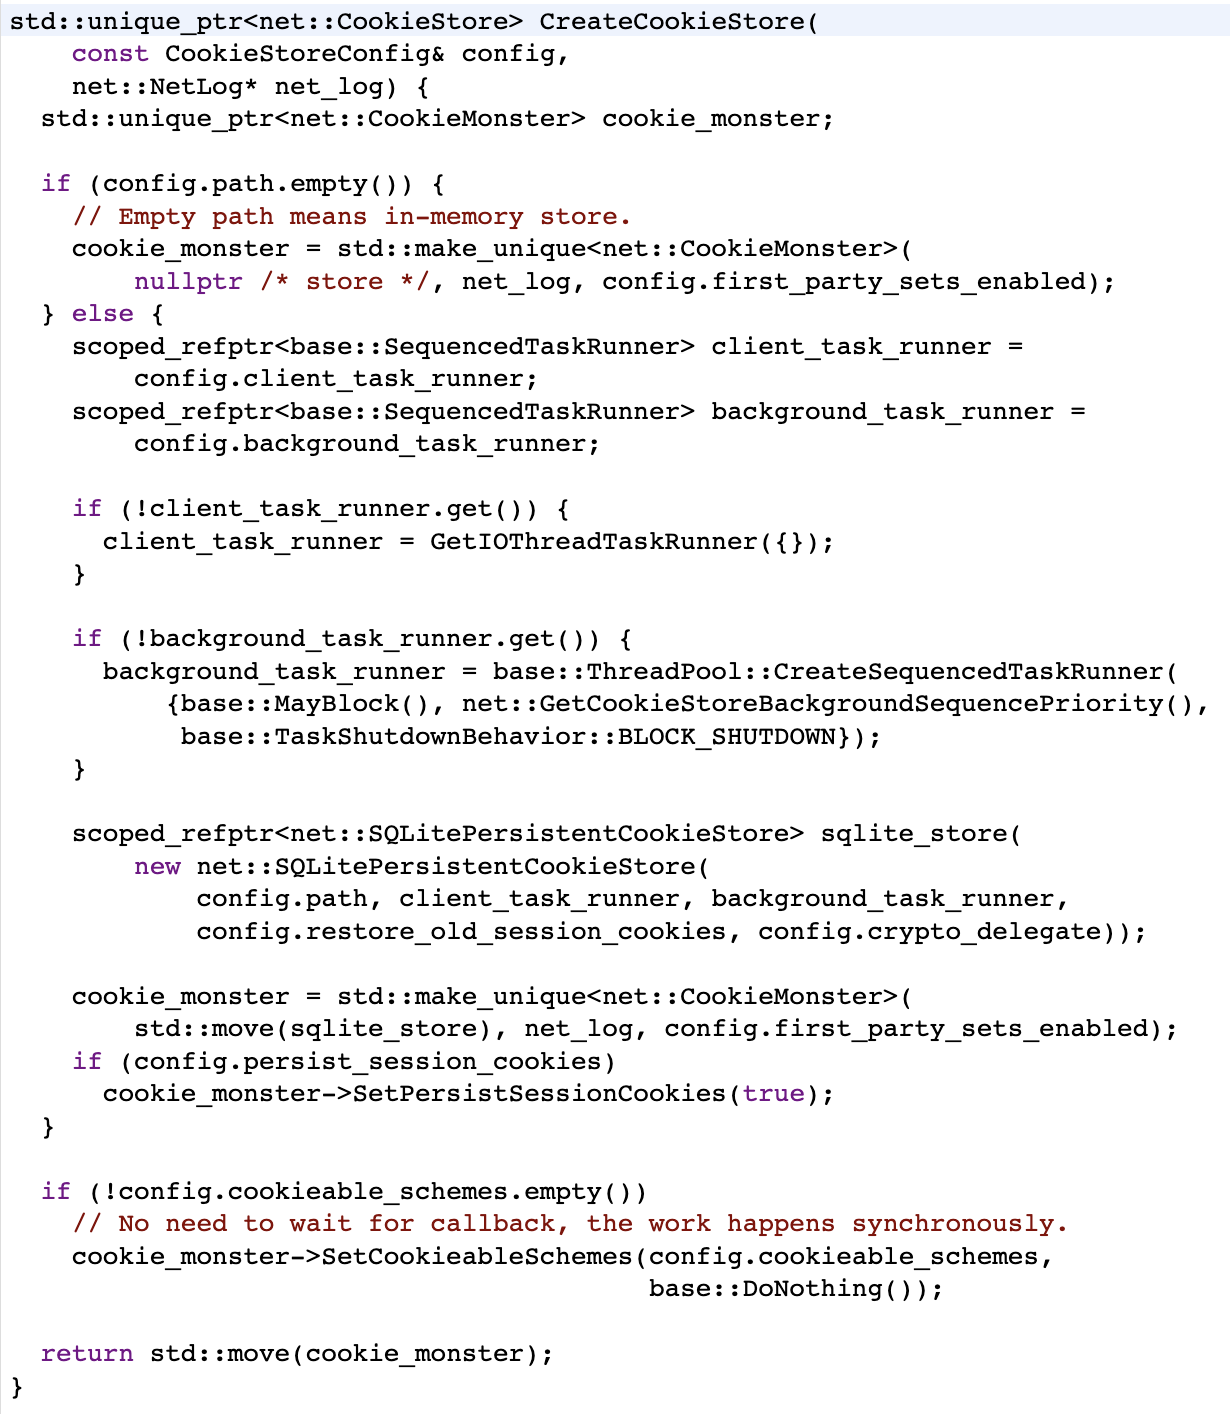 std::unique_ptr<net::CookieStore> CreateCookieStore(
    const CookieStoreConfig& config,
    net::NetLog* net_log) {
  std::unique_ptr<net::CookieMonster> cookie_monster;

  if (config.path.empty()) {
    // Empty path means in-memory store.
    cookie_monster = std::make_unique<net::CookieMonster>(
        nullptr /* store */, net_log, config.first_party_sets_enabled);
  } else {
    scoped_refptr<base::SequencedTaskRunner> client_task_runner =
        config.client_task_runner;
    scoped_refptr<base::SequencedTaskRunner> background_task_runner =
        config.background_task_runner;

    if (!client_task_runner.get()) {
      client_task_runner = GetIOThreadTaskRunner({});
    }

    if (!background_task_runner.get()) {
      background_task_runner = base::ThreadPool::CreateSequencedTaskRunner(
          {base::MayBlock(), net::GetCookieStoreBackgroundSequencePriority(),
           base::TaskShutdownBehavior::BLOCK_SHUTDOWN});
    }

    scoped_refptr<net::SQLitePersistentCookieStore> sqlite_store(
        new net::SQLitePersistentCookieStore(
            config.path, client_task_runner, background_task_runner,
            config.restore_old_session_cookies, config.crypto_delegate));

    cookie_monster = std::make_unique<net::CookieMonster>(
        std::move(sqlite_store), net_log, config.first_party_sets_enabled);
    if (config.persist_session_cookies)
      cookie_monster->SetPersistSessionCookies(true);
  }

  if (!config.cookieable_schemes.empty())
    // No need to wait for callback, the work happens synchronously.
    cookie_monster->SetCookieableSchemes(config.cookieable_schemes,
                                         base::DoNothing());

  return std::move(cookie_monster);
}